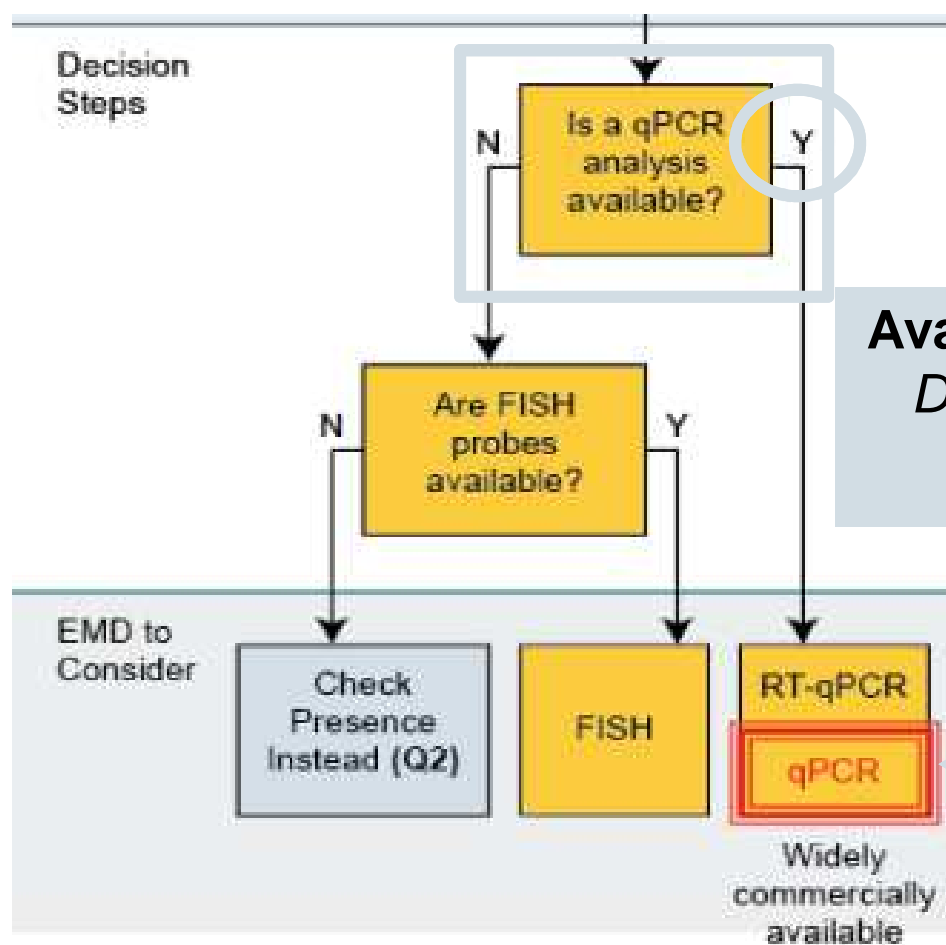 Decision
Steps
Is a qPCR
analysis
available?
N
Y
Ava
D
Are FISH
probes
available?
N
Y
EMD to
Consider
Check
Presence
Instead (Q2)
FISH
RT-qPCR
qPCR
Widely
commercially
available